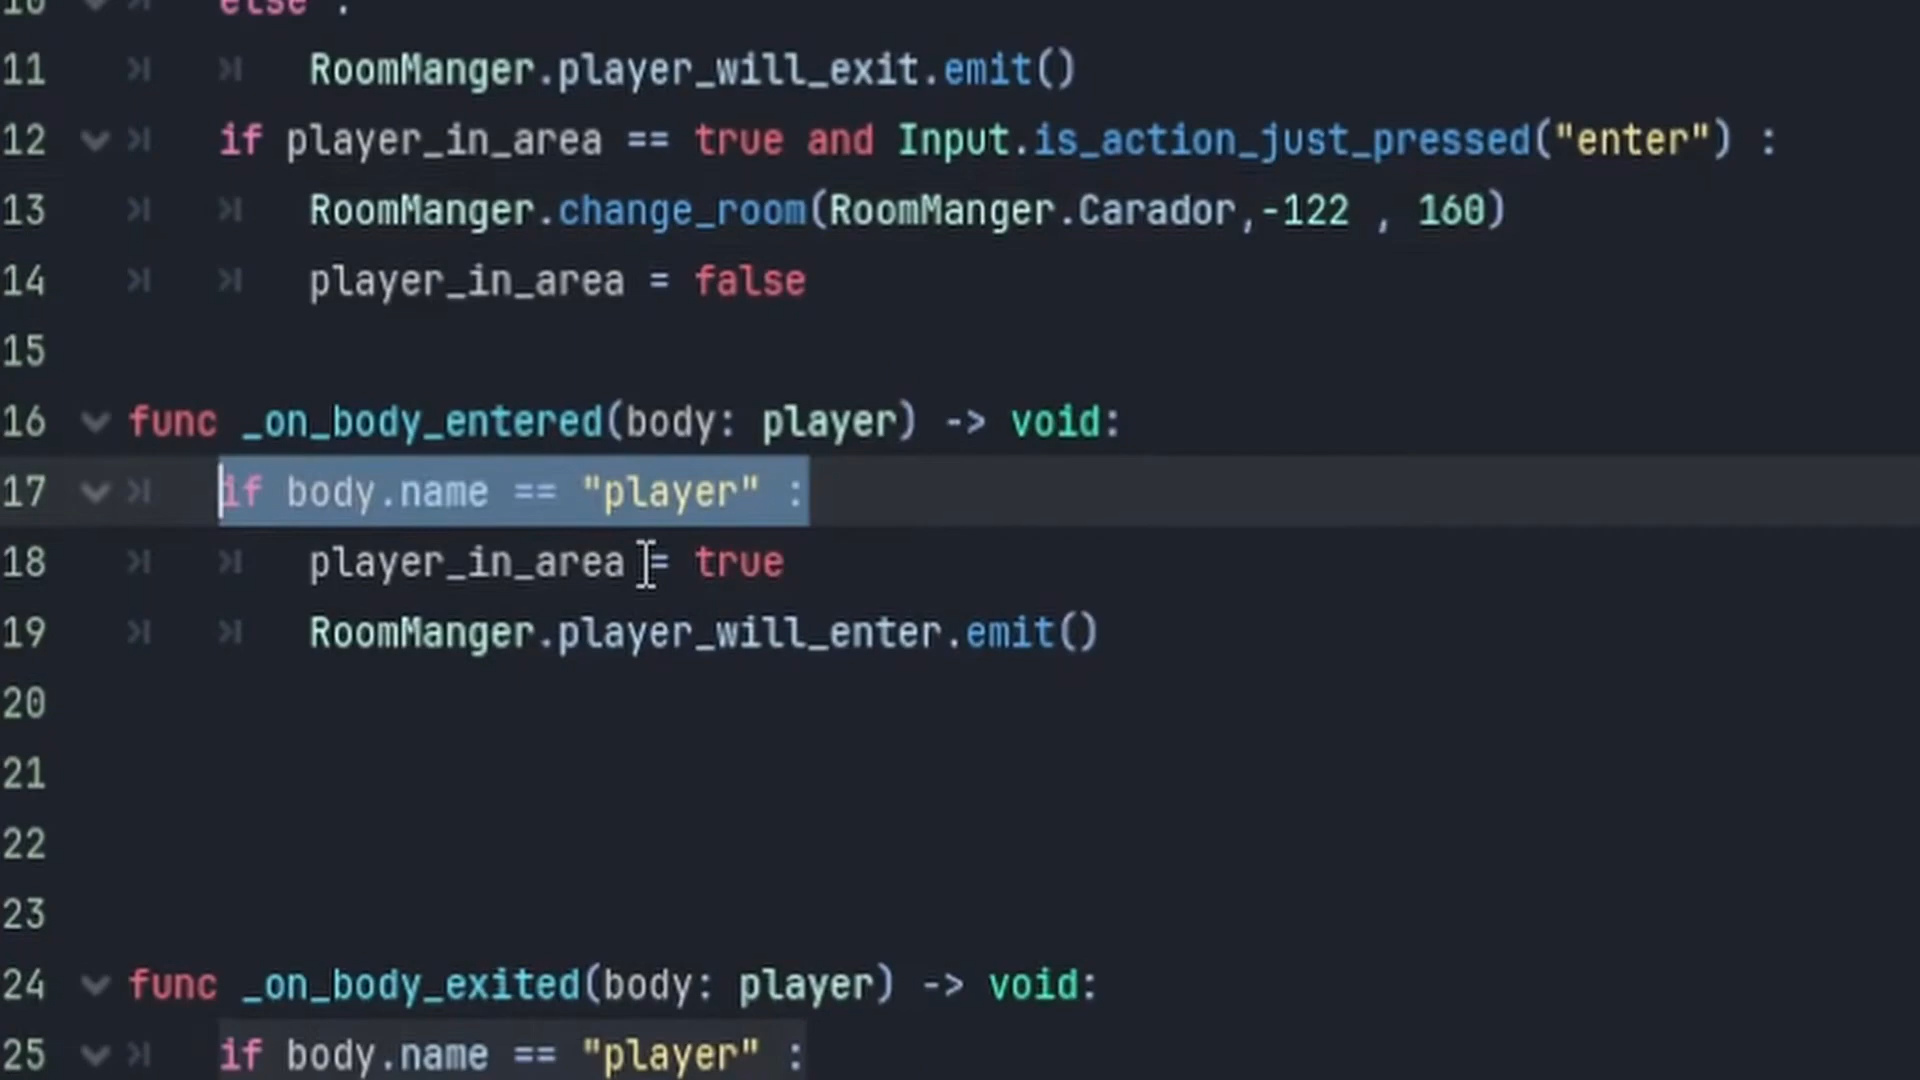 10 else :
11 RoomManger.player_will_exit.emit()
12 if player_in_area == true and Input.is_action_just_pressed("enter") :
13 RoomManger.change_room(RoomManger.Carador,-122 , 160)
14 player_in_area = false
15
16 func _on_body_entered(body: player) -> void:
17 if body.name == "player" :
18 player_in_area = true
19 RoomManger.player_will_enter.emit()
20
21
22
23
24 func _on_body_exited(body: player) -> void:
25 if body.name == "player" :